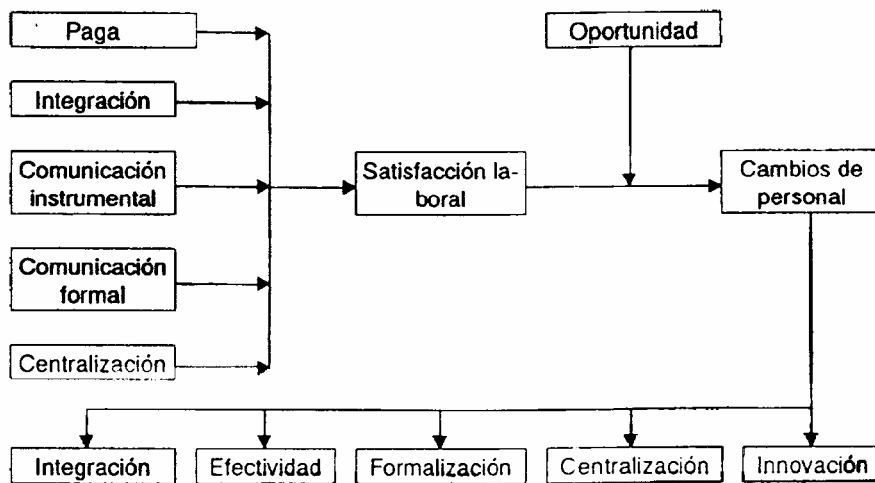 Paga
Oportunidad
Integración
Comunicación
instrumental
Satisfacción la-
boral
Cambios de
personal
Comunicación
formal
Centralización
Integración
Efectividad
Formalización
Centralización
Innovación